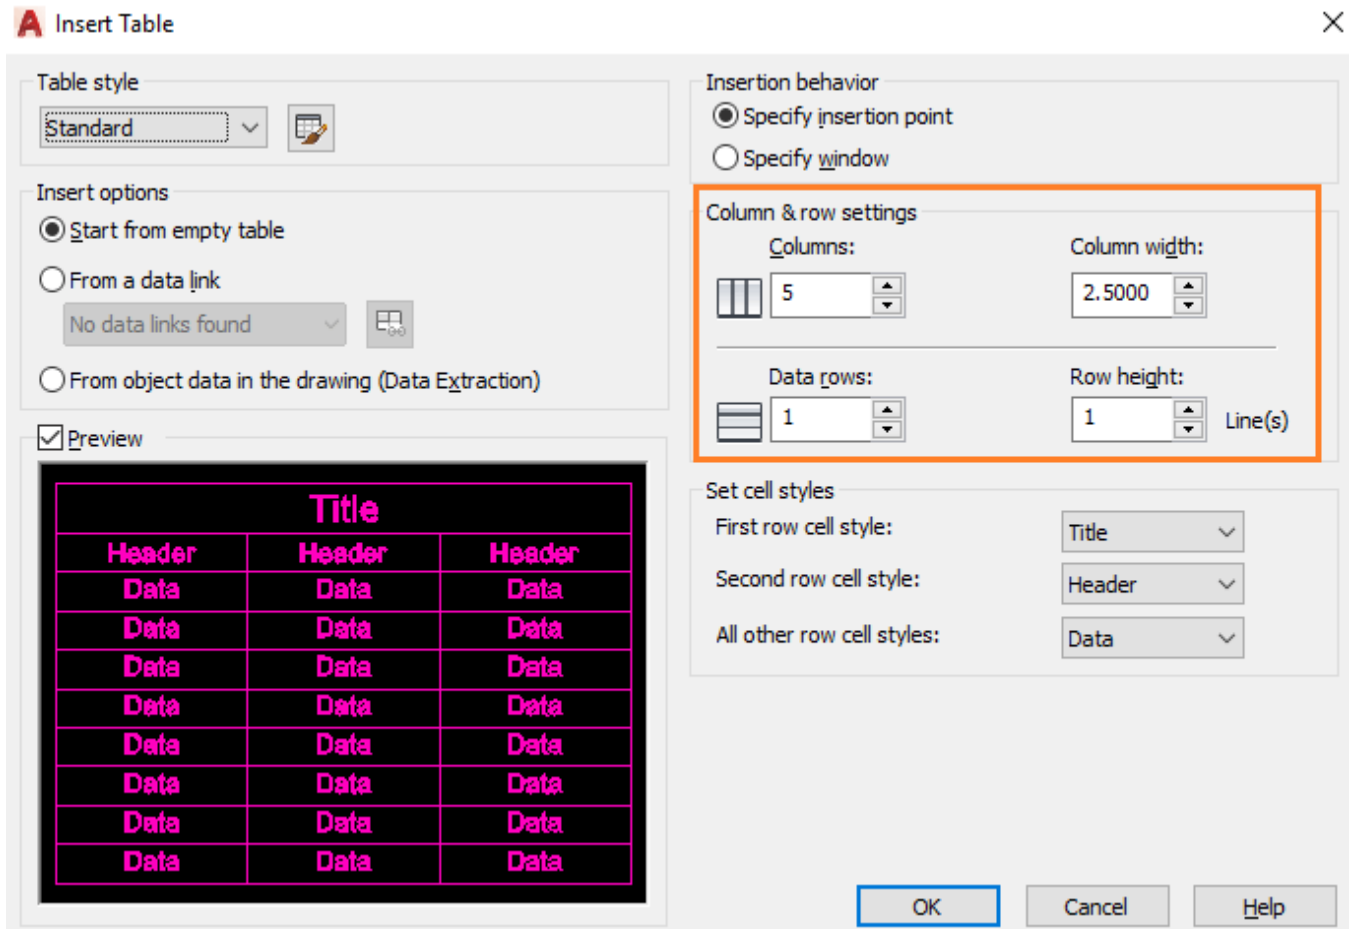 Insert Table
Table style
Standard
Insert options
Start from empty table
From a data link
No data links found
From object data in the drawing (Data Extraction)
Preview
Title
Header Header Header
Data Data Data
Data Data Data
Data Data Data
Data Data Data
Data Data Data
Data Data Data
Data Data Data
Data Data Data
Insertion behavior
Specify insertion point
Specify window
Column & row settings
Columns: Column width:
5 2.5000
Data rows: Row height:
1 1 Line(s)
Set cell styles
First row cell style: Title
Second row cell style: Header
All other row cell styles: Data
OK Cancel Help